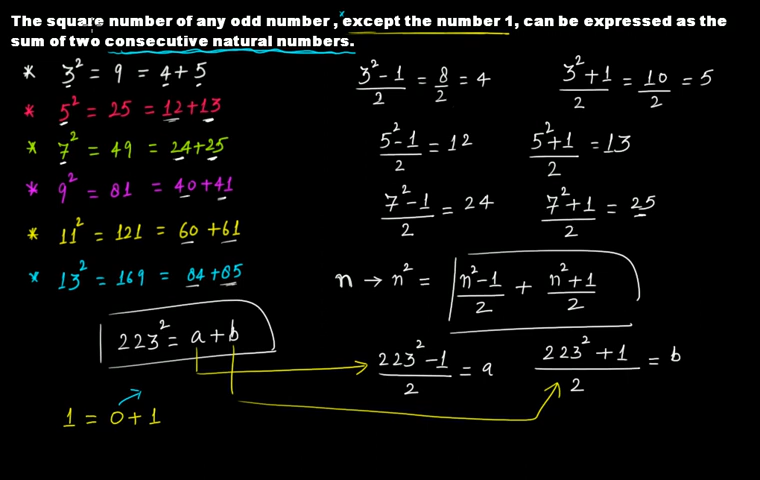 The square number of any odd number, except the number 1, can be expressed as the
sum of two consecutive natural numbers.
* 3² = 9 = 4+5
* 5² = 25 = 12+13
* 7² = 49 = 24+25
* 9² = 81 = 40+41
* 11² = 121 = 60+61
* 13² = 169 = 84+85
223² = a+b
1 = 0+1
(3²-1)/2 = 8/2 = 4
(3²+1)/2 = 10/2 = 5
(5²-1)/2 = 12
(5²+1)/2 = 13
(7²-1)/2 = 24
(7²+1)/2 = 25
n → n² = (n²-1)/2 + (n²+1)/2
(223²-1)/2 = a
(223²+1)/2 = b